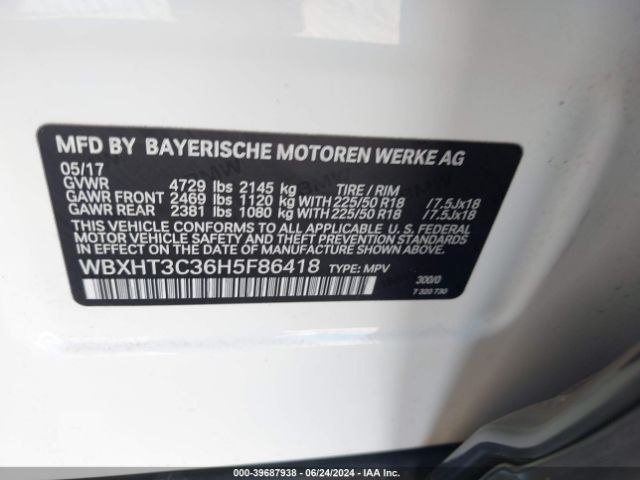 MFD BY BAYERISCHE MOTOREN WERKE AG
05/17
GVWR 4729 lbs 2145 kg TIRE / RIM
GAWR FRONT 2469 lbs 1120 kg WITH 225/50 R18 /7.5Jx18
GAWR REAR 2381 lbs 1080 kg WITH 225/50 R18 /7.5Jx18
THIS VEHICLE CONFORMS TO ALL APPLICABLE U.S. FEDERAL
MOTOR VEHICLE SAFETY, BUMPER, AND THEFT PREVENTION
STANDARDS IN EFFECT ON THE DATE OF MANUFACTURE SHOWN ABOVE.
WBXHT3C36H5F86418 TYPE: MPV
300/0
7 320 730
000-39687938 - 06/24/2024 - IAA Inc.